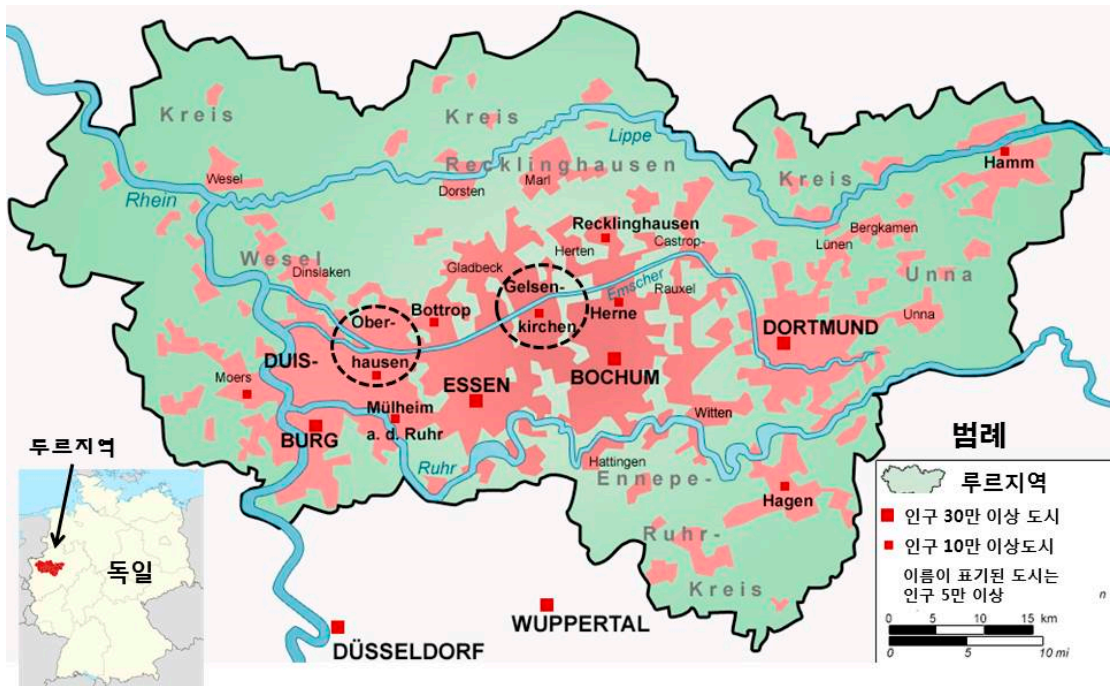 Kreis
Kreis
Lippe
Recklinghausen
Hamm
Wesel
Rhein
Dorsten
Marl
Kreis
Recklinghausen
Bergkamen
Lünen
Herten
Castrop-
Wesel
Dinslaken
Gladbeck
Unna
Gelsen-
Emscher
Rauxel
Bottrop
Herne
Unna
Ober-
kirchen
DORTMUND
DUIS-
hausen
BOCHUM
Moers
ESSEN
Mülheim
a. d. Ruhr
Witten
BURG
범례
루르지역
Ruhr
Hattingen
Ennepe-
루르지역
Hagen
인구 30만 이상 도시
Ruhr-
인구 10만 이상도시
독일
이름이 표기된 도시는
인구 5만 이상
Kreis
n
0 5 10 15 km
WUPPERTAL
0 5 10 mi
DÜSSELDORF